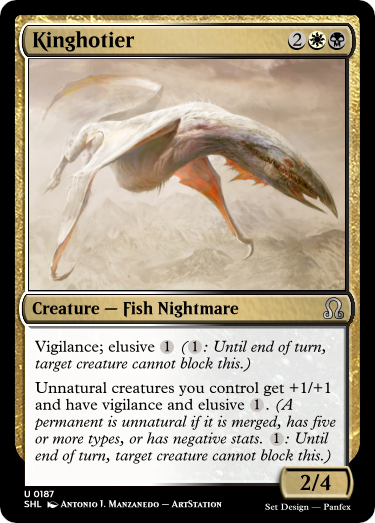 Kinghotier 2
Creature — Fish Nightmare
Vigilance; elusive 1 (1: Until end of turn,
target creature cannot block this.)
Unnatural creatures you control get +1/+1
and have vigilance and elusive 1. (A
permanent is unnatural if it is merged, has five
or more types, or has negative stats. 1: Until
end of turn, target creature cannot block this.)
2/4
U 0187
SHL Antonio J. Manzanedo — ArtStation
Set Design — Panfex